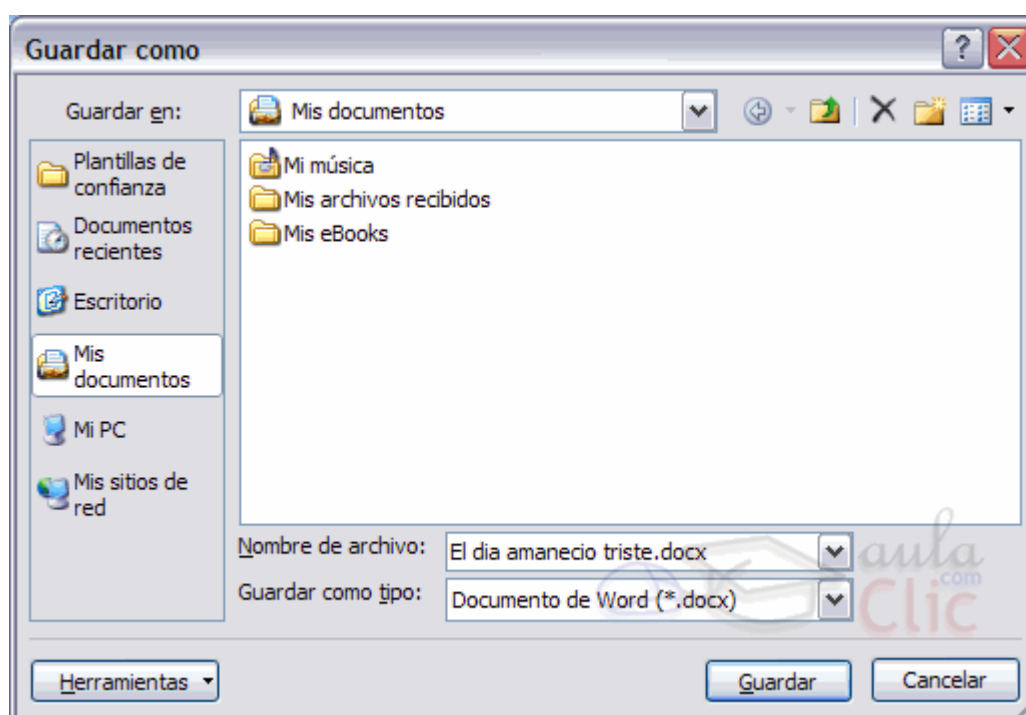 Guardar como
Guardar en:
Mis documentos
Plantillas de
confianza
Documentos
recientes
Escritorio
Mis
documentos
Mi PC
Mis sitios de
red
Mi música
Mis archivos recibidos
Mis eBooks
Nombre de archivo:
El dia amanecio triste.docx
Guardar como tipo:
Documento de Word (*.docx)
aula
.com
Clic
Herramientas
Guardar
Cancelar